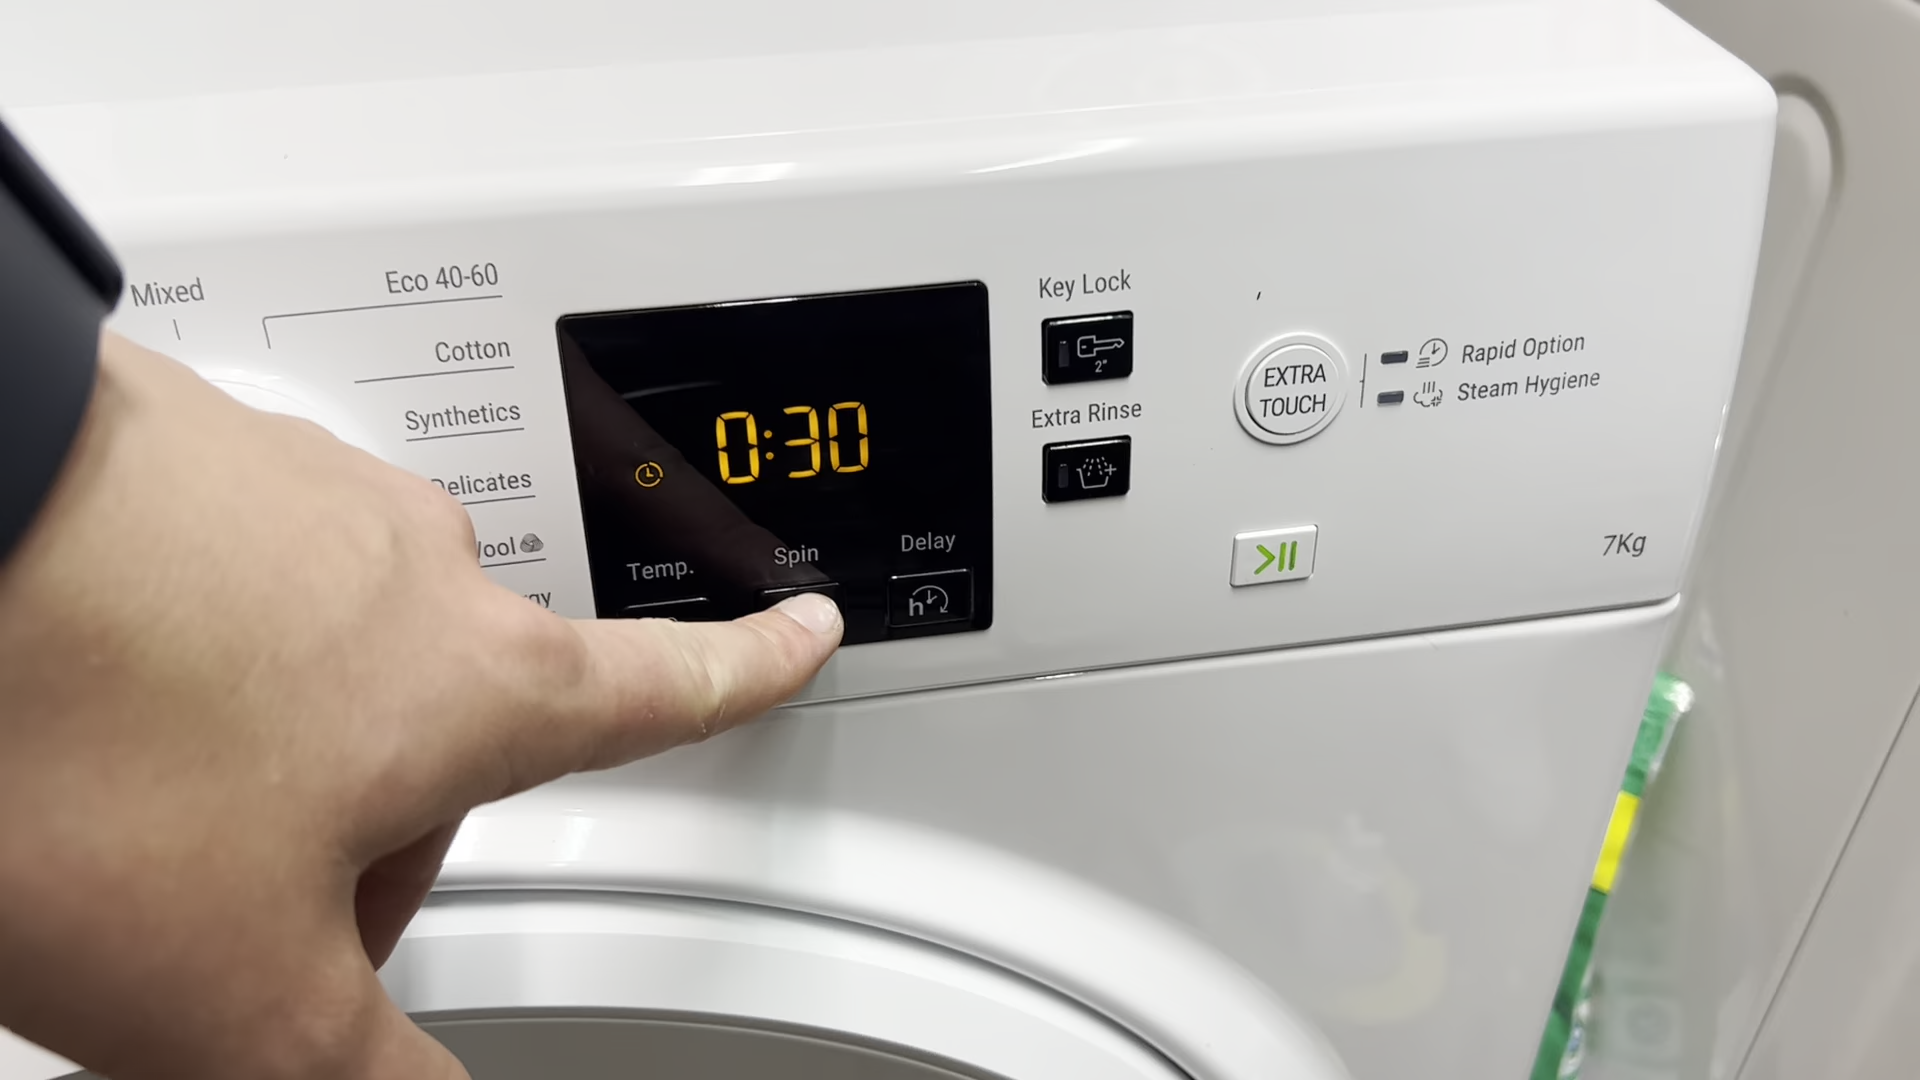 Mixed
Eco 40-60
Cotton
Synthetics
elicates
ool
gy
0:30
Temp.
Spin
Delay
h
Key Lock
2"
Extra Rinse
EXTRA
TOUCH
Rapid Option
Steam Hygiene
7Kg